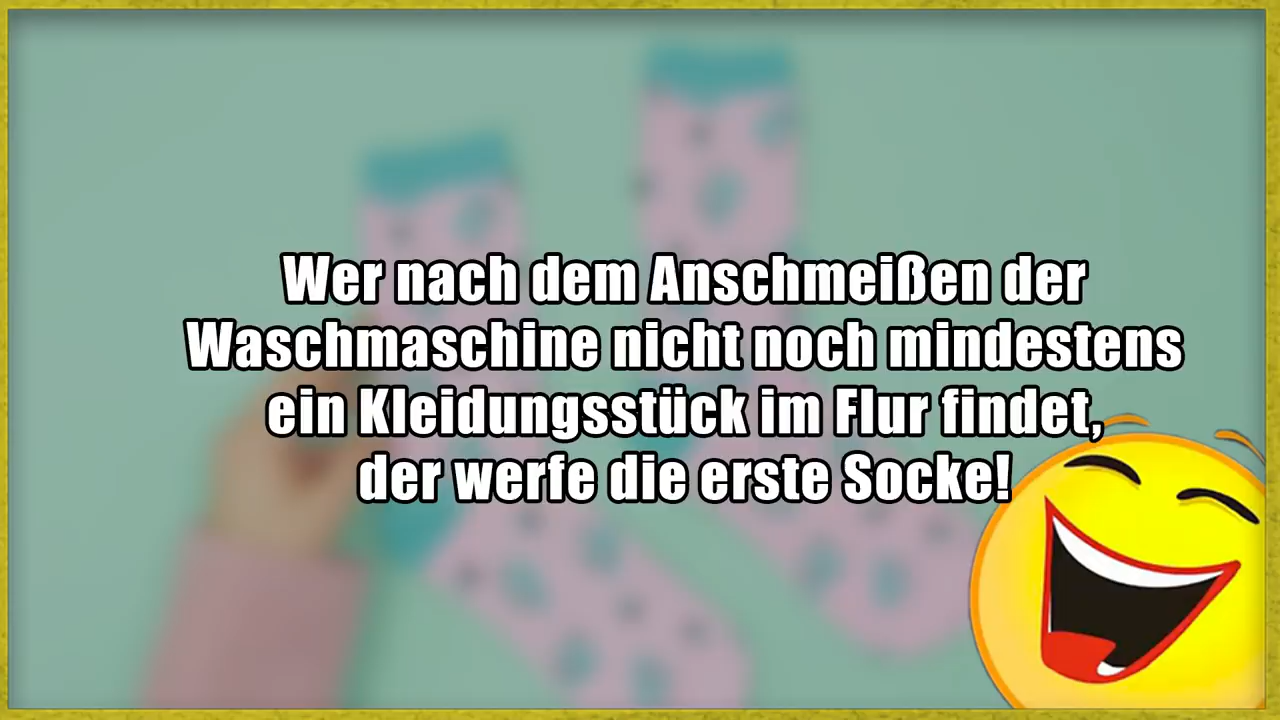 Wer nach dem Anschmeißen der
Waschmaschine nicht noch mindestens
ein Kleidungsstück im Flur findet,
der werfe die erste Socke!